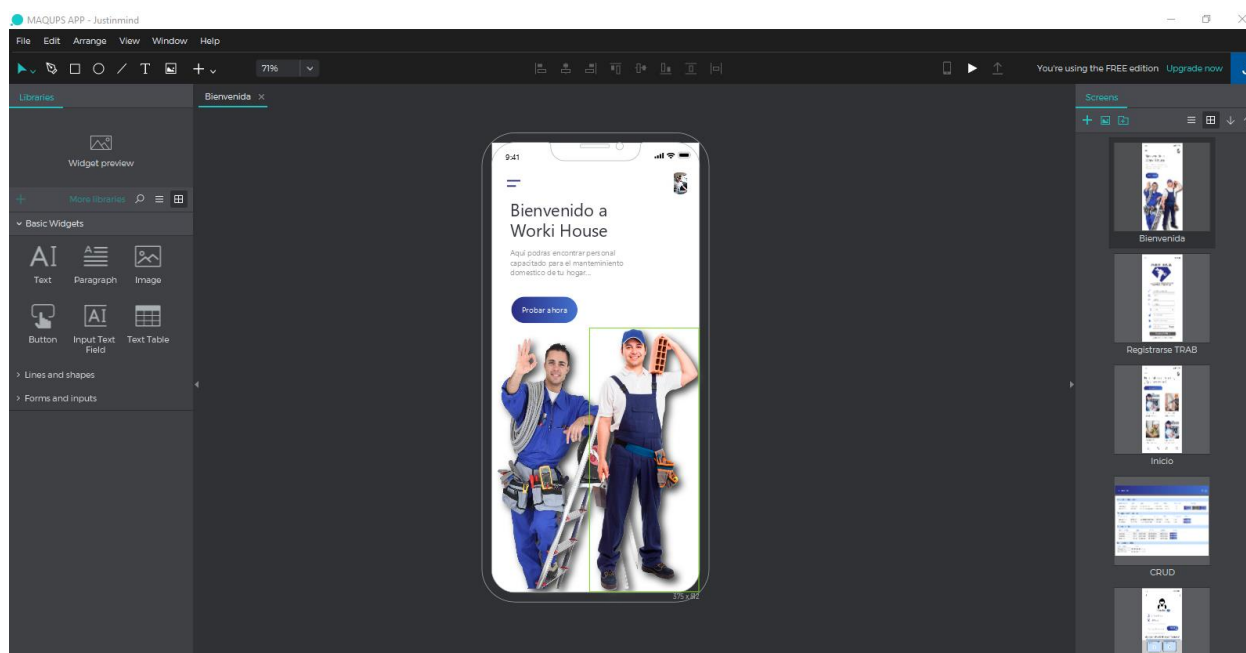 MAQUPS APP - Justinmind
File Edit Arrange View Window Help
71%
You're using the FREE edition Upgrade now
Libraries
Widget preview
More libraries
Basic Widgets
Text
Paragraph
Image
Button
Input Text
Field
Text Table
Lines and shapes
Forms and inputs
Bienvenida
9:41
Bienvenido a
Worki House
Aqui podras encontrar personal
capacitado para el manteminiento
domestico de tu hogar...
Probar ahora
Screens
Bienvenida
Registrarse TRAB
Inicio
CRUD